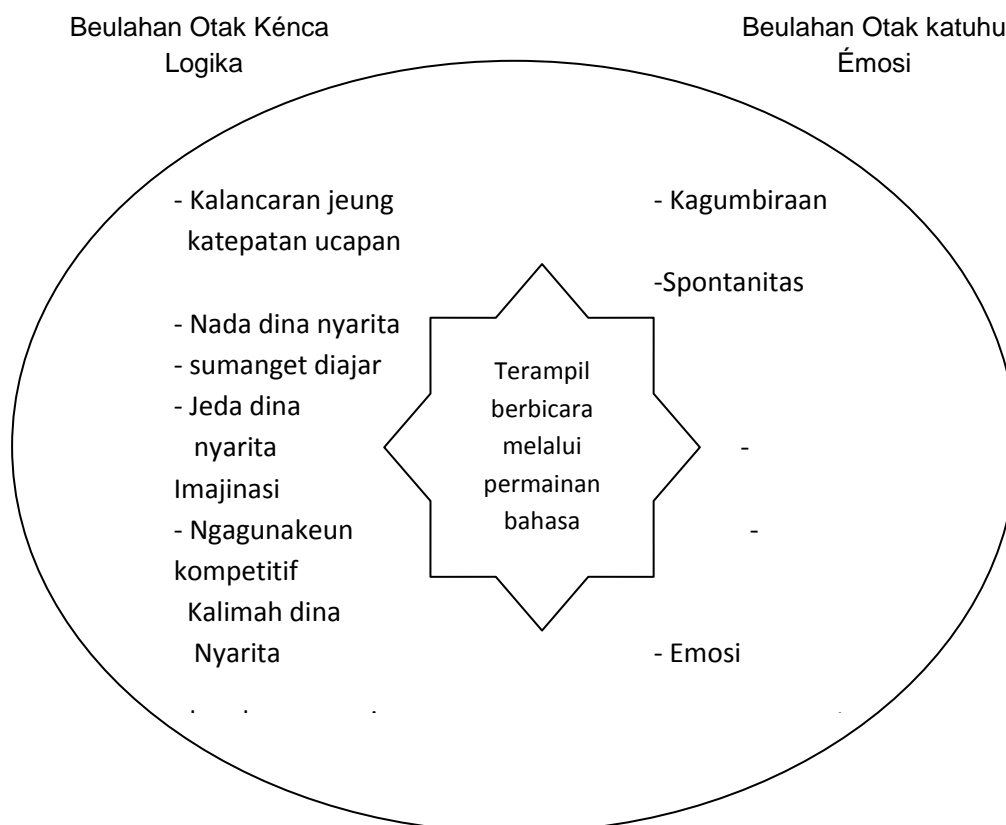 Beulahan Otak Kénca
Logika
Beulahan Otak katuhu
Émosi
- Kalancaran jeung
katepatan ucapan
- Nada dina nyarita
- sumanget diajar
- Jeda dina
nyarita
Imajinasi
- Ngagunakeun
kompetitif
Kalimah dina
Nyarita
Terampil
berbicara
melalui
permainan
bahasa
- Kagumbiraan
-Spontanitas
-
-
- Emosi